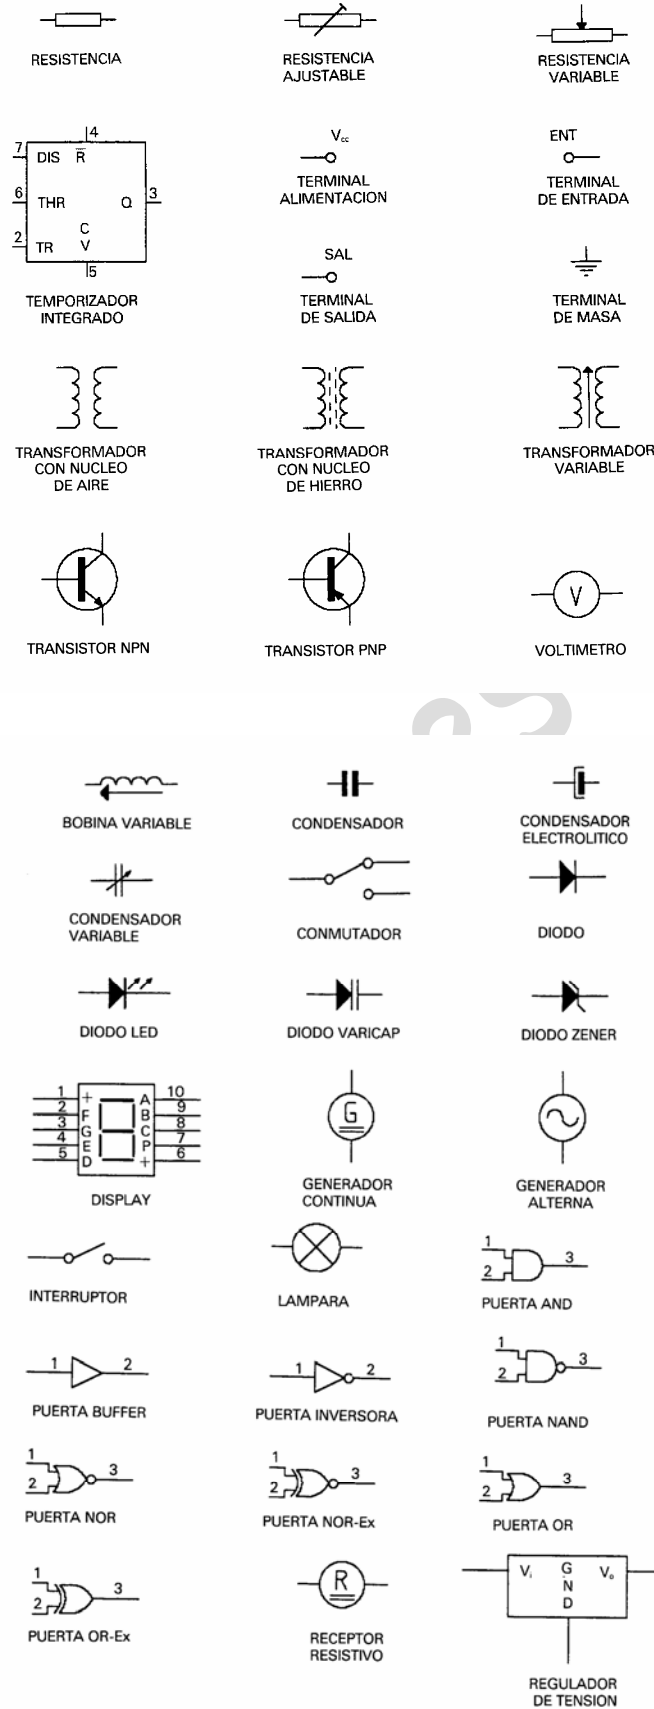 RESISTENCIA
RESISTENCIA
AJUSTABLE
RESISTENCIA
VARIABLE
4
7 DIS R
6 THR Q 3
C
2 TR V
5
TEMPORIZADOR
INTEGRADO
Vcc
TERMINAL
ALIMENTACION
ENT
TERMINAL
DE ENTRADA
SAL
TERMINAL
DE SALIDA
TERMINAL
DE MASA
TRANSFORMADOR
CON NUCLEO
DE AIRE
TRANSFORMADOR
CON NUCLEO
DE HIERRO
TRANSFORMADOR
VARIABLE
TRANSISTOR NPN
TRANSISTOR PNP
V
VOLTIMETRO
BOBINA VARIABLE
CONDENSADOR
CONDENSADOR
ELECTROLITICO
CONDENSADOR
VARIABLE
CONMUTADOR
DIODO
DIODO LED
DIODO VARICAP
DIODO ZENER
1 + A 10
2 F B 9
3 G C 8
4 E P 7
5 D + 6
DISPLAY
G
GENERADOR
CONTINUA
GENERADOR
ALTERNA
INTERRUPTOR
LAMPARA
1
2 3
PUERTA AND
1 2
PUERTA BUFFER
1 2
PUERTA INVERSORA
1
2 3
PUERTA NAND
1
2 3
PUERTA NOR
1
2 3
PUERTA NOR-Ex
1
2 3
PUERTA OR
1
2 3
PUERTA OR-Ex
R
RECEPTOR
RESISTIVO
Vi G Vo
N
D
REGULADOR
DE TENSION